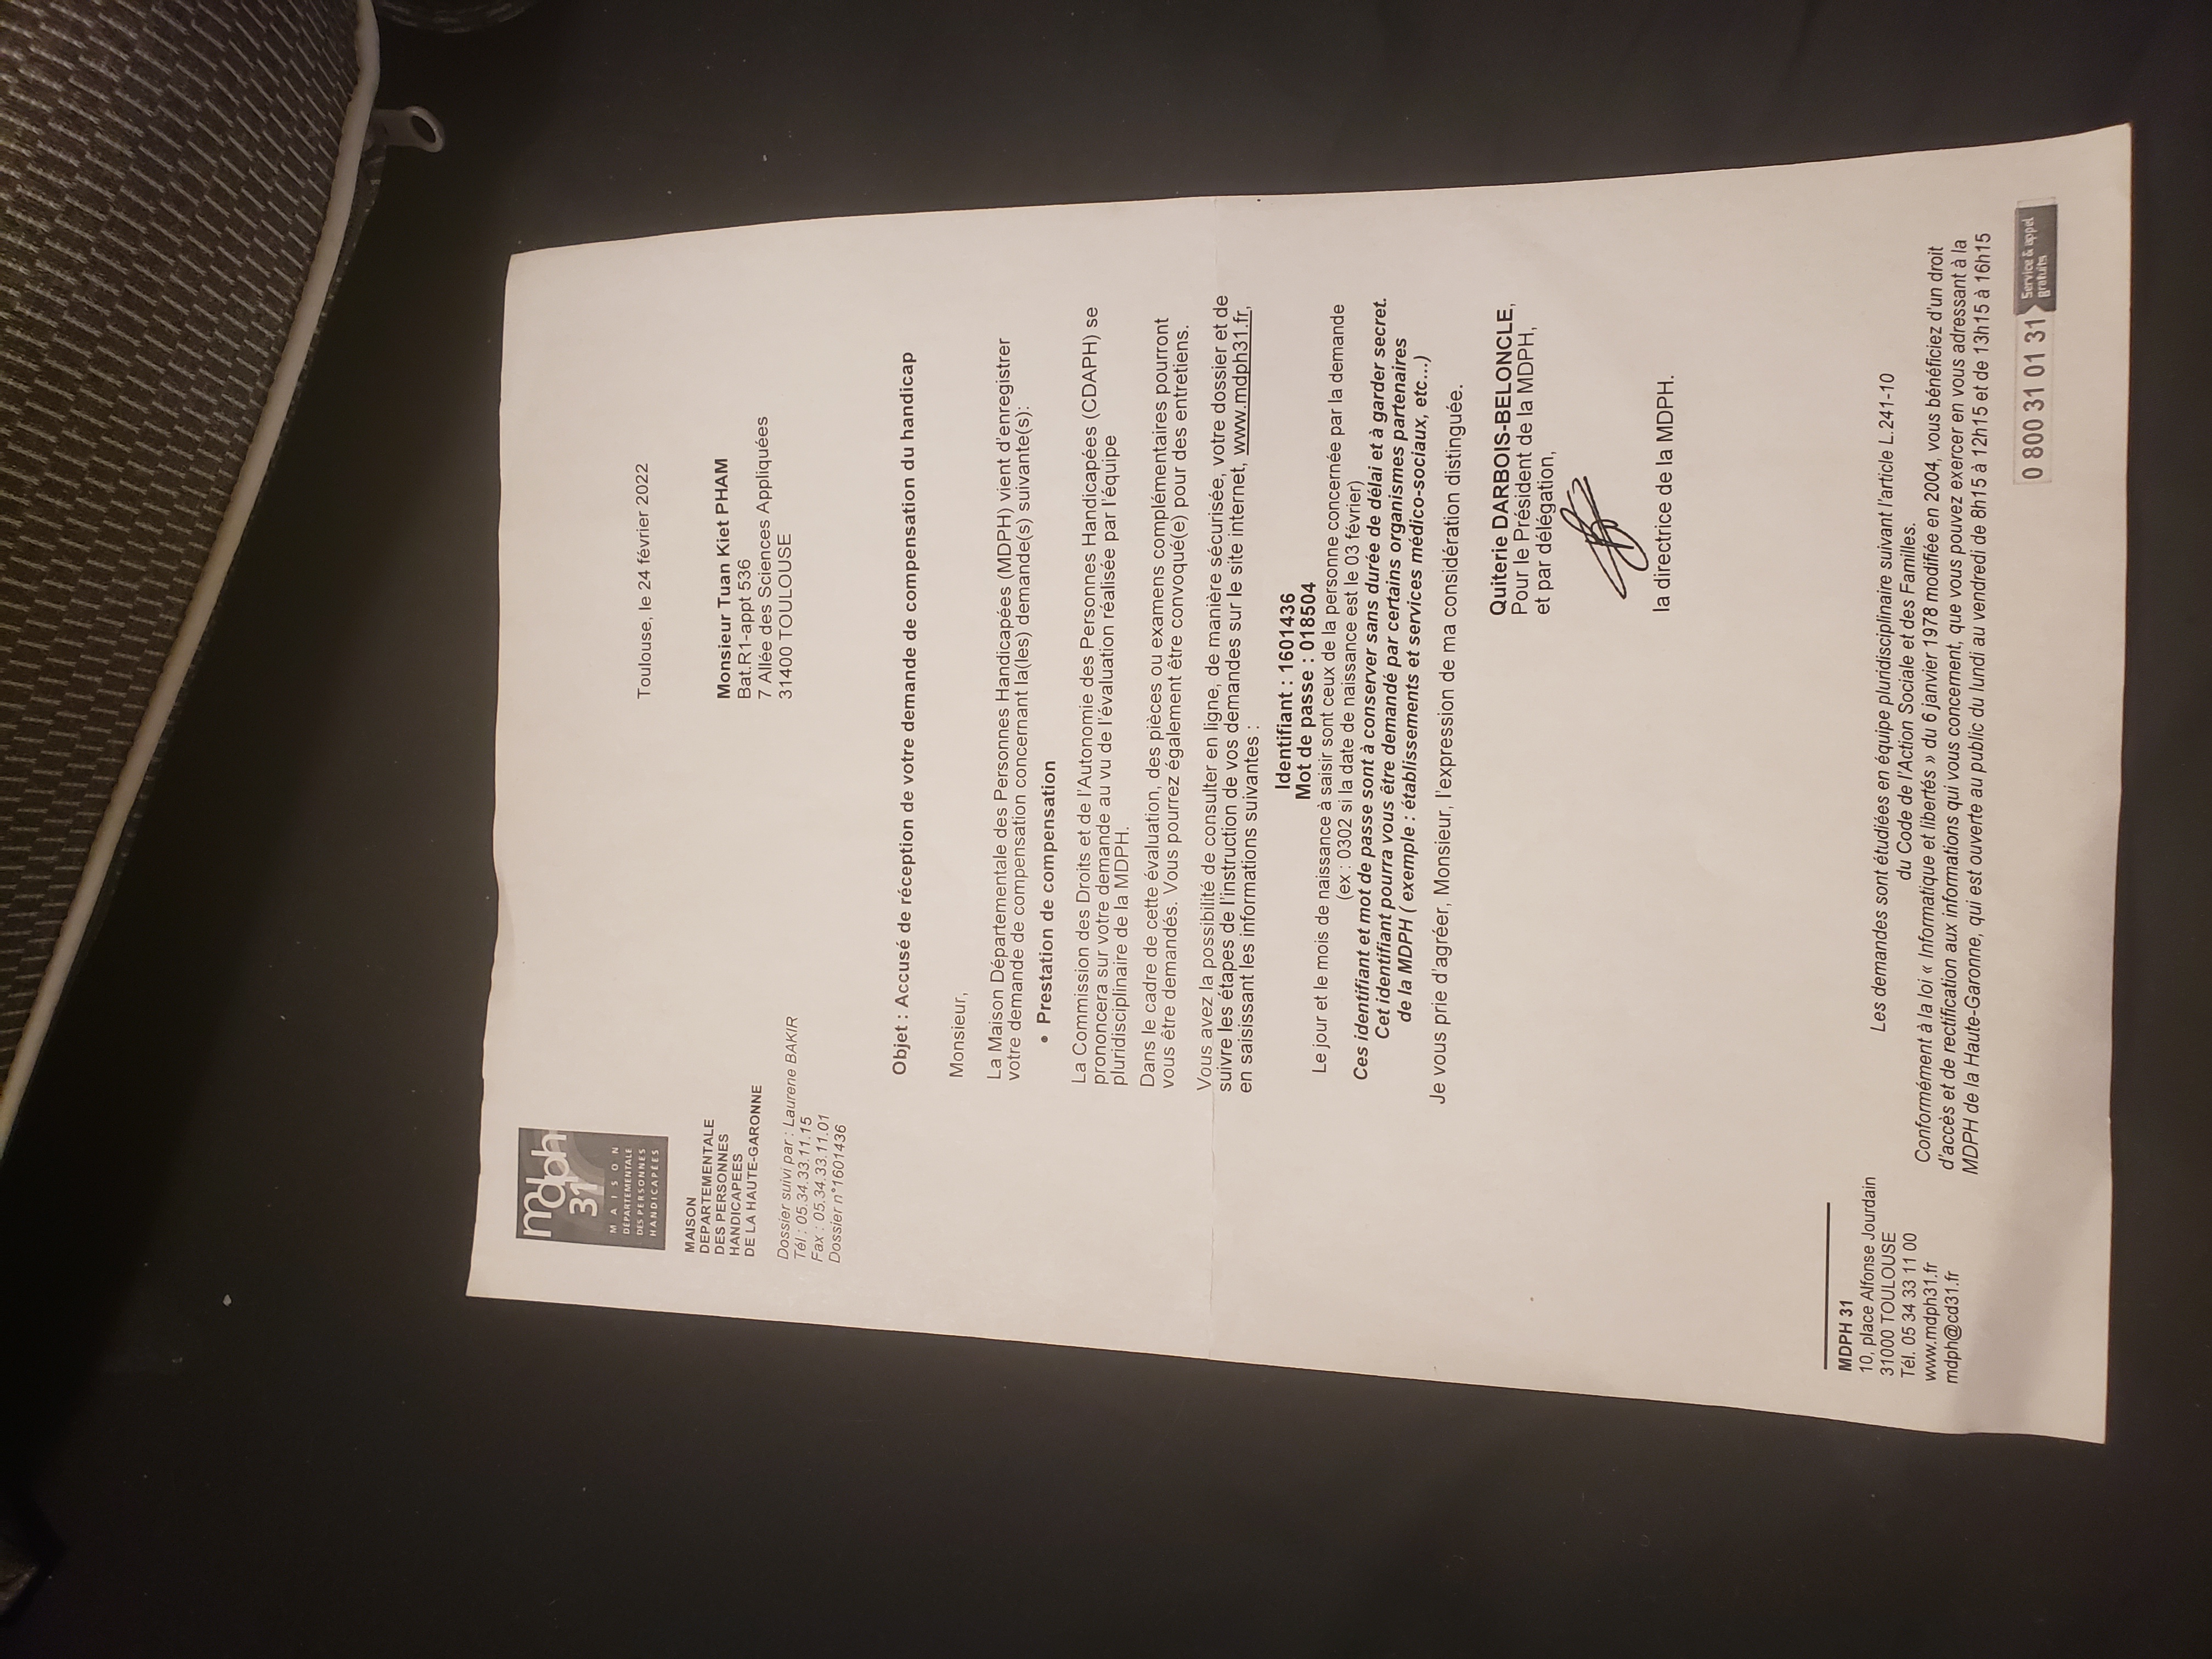 mdph
31
MAISON
DÉPARTEMENTALE
DES PERSONNES
HANDICAPÉES
MAISON
DEPARTEMENTALE
DES PERSONNES
HANDICAPEES
DE LA HAUTE-GARONNE
Dossier suivi par : Laurene BAKIR
Tél : 05.34.33.11.15
Fax : 05.34.33.11.01
Dossier n°1601436
Toulouse, le 24 février 2022
Monsieur Tuan Kiet PHAM
Bat.R1-appt 536
7 Allée des Sciences Appliquées
31400 TOULOUSE
Objet : Accusé de réception de votre demande de compensation du handicap
Monsieur,
La Maison Départementale des Personnes Handicapées (MDPH) vient d'enregistrer
votre demande de compensation concernant la(les) demande(s) suivante(s):
• Prestation de compensation
La Commission des Droits et de l'Autonomie des Personnes Handicapées (CDAPH) se
prononcera sur votre demande au vu de l'évaluation réalisée par l'équipe
pluridisciplinaire de la MDPH.
Dans le cadre de cette évaluation, des pièces ou examens complémentaires pourront
vous être demandés. Vous pourrez également être convoqué(e) pour des entretiens.
Vous avez la possibilité de consulter en ligne, de manière sécurisée, votre dossier et de
suivre les étapes de l'instruction de vos demandes sur le site internet, www.mdph31.fr,
en saisissant les informations suivantes :
Identifiant : 1601436
Mot de passe : 018504
Le jour et le mois de naissance à saisir sont ceux de la personne concernée par la demande
(ex : 0302 si la date de naissance est le 03 février)
Ces identifiant et mot de passe sont à conserver sans durée de délai et à garder secret.
Cet identifiant pourra vous être demandé par certains organismes partenaires
de la MDPH ( exemple : établissements et services médico-sociaux, etc...)
Je vous prie d'agréer, Monsieur, l'expression de ma considération distinguée.
Quiterie DARBOIS-BELONCLE,
Pour le Président de la MDPH,
et par délégation,
la directrice de la MDPH.
MDPH 31
10, place Alfonse Jourdain
31000 TOULOUSE
Tél. 05 34 33 11 00
www.mdph31.fr
mdph@cd31.fr
Les demandes sont étudiées en équipe pluridisciplinaire suivant l'article L.241-10
du Code de l'Action Sociale et des Familles.
Conformément à la loi « Informatique et libertés » du 6 janvier 1978 modifiée en 2004, vous bénéficiez d'un droit
d'accès et de rectification aux informations qui vous concernent, que vous pouvez exercer en vous adressant à la
MDPH de la Haute-Garonne, qui est ouverte au public du lundi au vendredi de 8h15 à 12h15 et de 13h15 à 16h15
0 800 31 01 31
Service & appel
gratuits